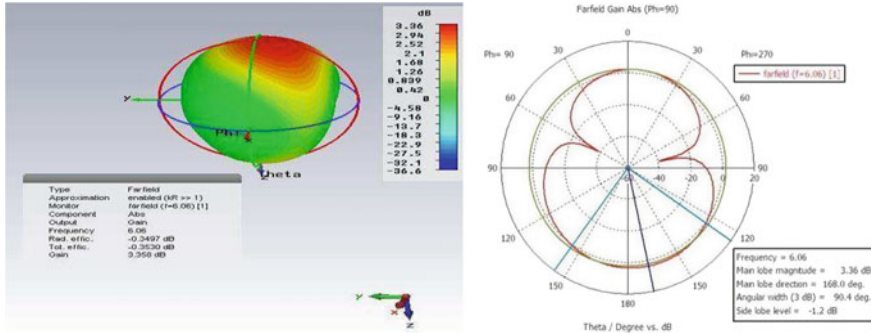 dB
3.36
2.94
2.52
2.1
1.68
1.26
0.839
0.42
0
-4.58
-9.16
-13.7
-18.3
-22.9
-27.5
-32.1
-36.6
Y
Phi
Theta
Type Farfield
Approximation enabled (kR >> 1)
Monitor farfield (f=6.06) [1]
Component Abs
Output Gain
Frequency 6.06
Rad. effic. -0.3497 dB
Tot. effic. -0.3530 dB
Gain 3.358 dB
Y
X
Z
Farfield Gain Abs (Phi=90)
Phi= 90
Phi=270
0
30
30
60
60
90
90
120
120
150
150
180
-60
-40
-20
0
20
farfield (f=6.06) [1]
Frequency = 6.06
Main lobe magnitude = 3.36 dB
Main lobe direction = 168.0 deg.
Angular width (3 dB) = 90.4 deg.
Side lobe level = -1.2 dB
Theta / Degree vs. dB